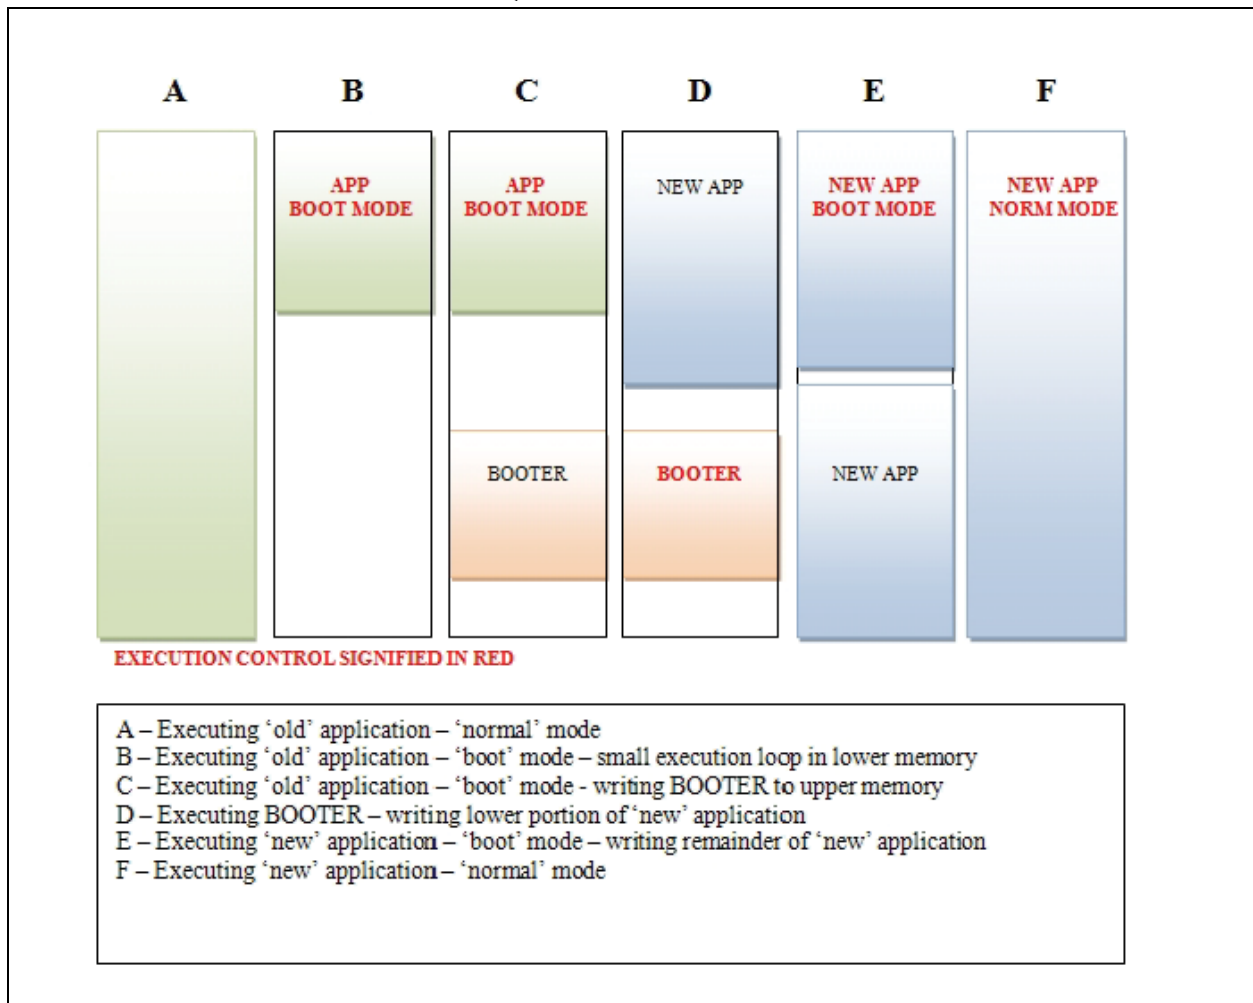 A B C D E F
APP
BOOT MODE
APP
BOOT MODE
NEW APP
NEW APP
BOOT MODE
NEW APP
NORM MODE
BOOTER
BOOTER
NEW APP
EXECUTION CONTROL SIGNIFIED IN RED
A – Executing ‘old’ application – ‘normal’ mode
B – Executing ‘old’ application – ‘boot’ mode – small execution loop in lower memory
C – Executing ‘old’ application – ‘boot’ mode - writing BOOTER to upper memory
D – Executing BOOTER – writing lower portion of ‘new’ application
E – Executing ‘new’ application – ‘boot’ mode – writing remainder of ‘new’ application
F – Executing ‘new’ application – ‘normal’ mode